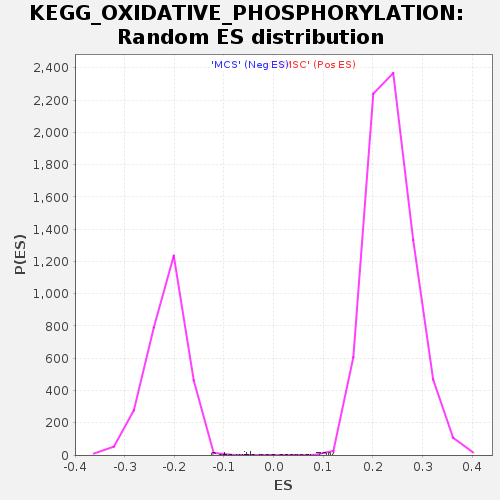 KEGG_OXIDATIVE_PHOSPHORYLATION:
Random ES distribution
'MCS' (Neg ES) 'ISC' (Pos ES)
2,400
2,200
2,000
1,800
1,600
1,400
1,200
1,000
800
600
400
200
0
P(ES)
-0.4 -0.3 -0.2 -0.1 0.0 0.1 0.2 0.3 0.4
ES